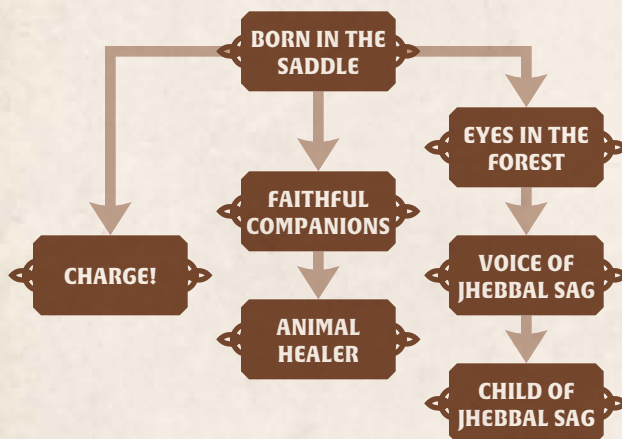 BORN IN THE
SADDLE
EYES IN THE
FOREST
FAITHFUL
COMPANIONS
CHARGE!
VOICE OF
JHEBBAL SAG
ANIMAL
HEALER
CHILD OF
JHEBBAL SAG